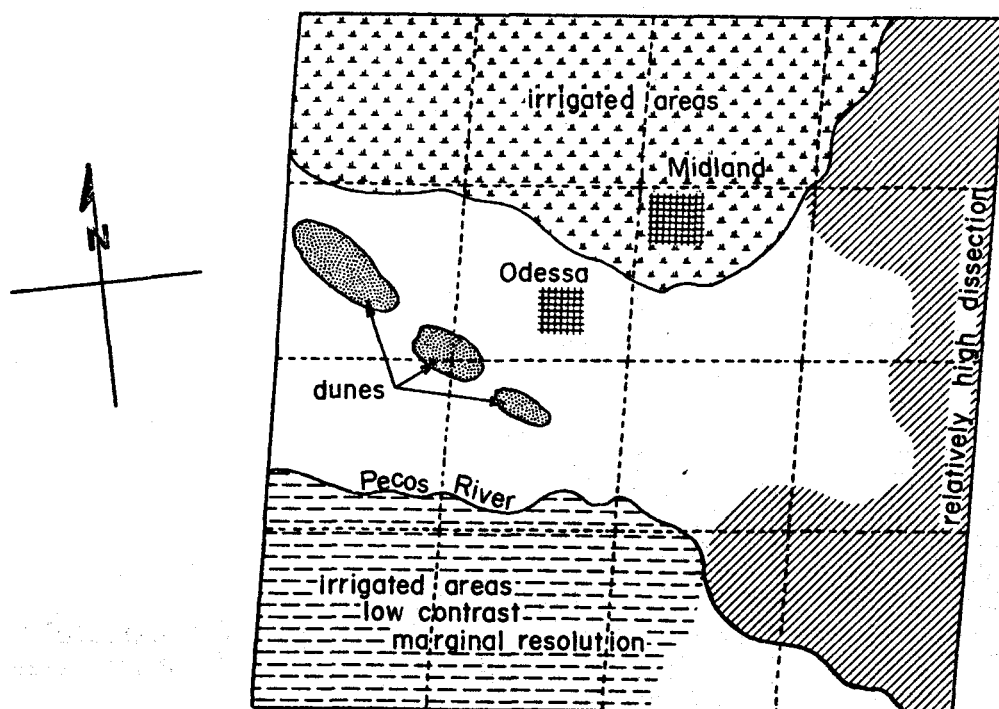 irrigated areas
Midland
N
Odessa
dunes
relatively high dissection
Pecos River
irrigated areas
low contrast
marginal resolution